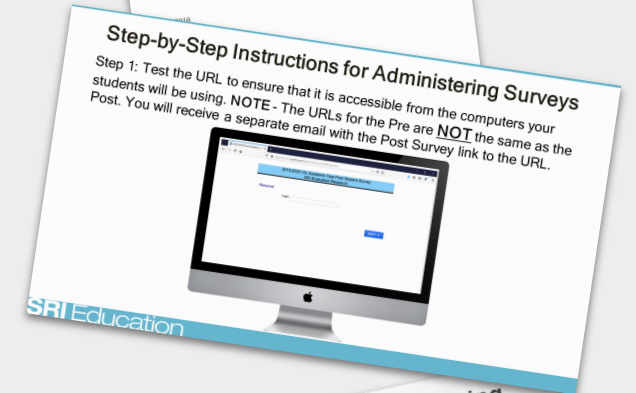 2018
Step-by-Step Instructions for Administering Surveys
Step 1: Test the URL to ensure that it is accessible from the computers your
students will be using. NOTE - The URLs for the Pre are NOT the same as the
Post. You will receive a separate email with the Post Survey link to the URL.
SRI Education